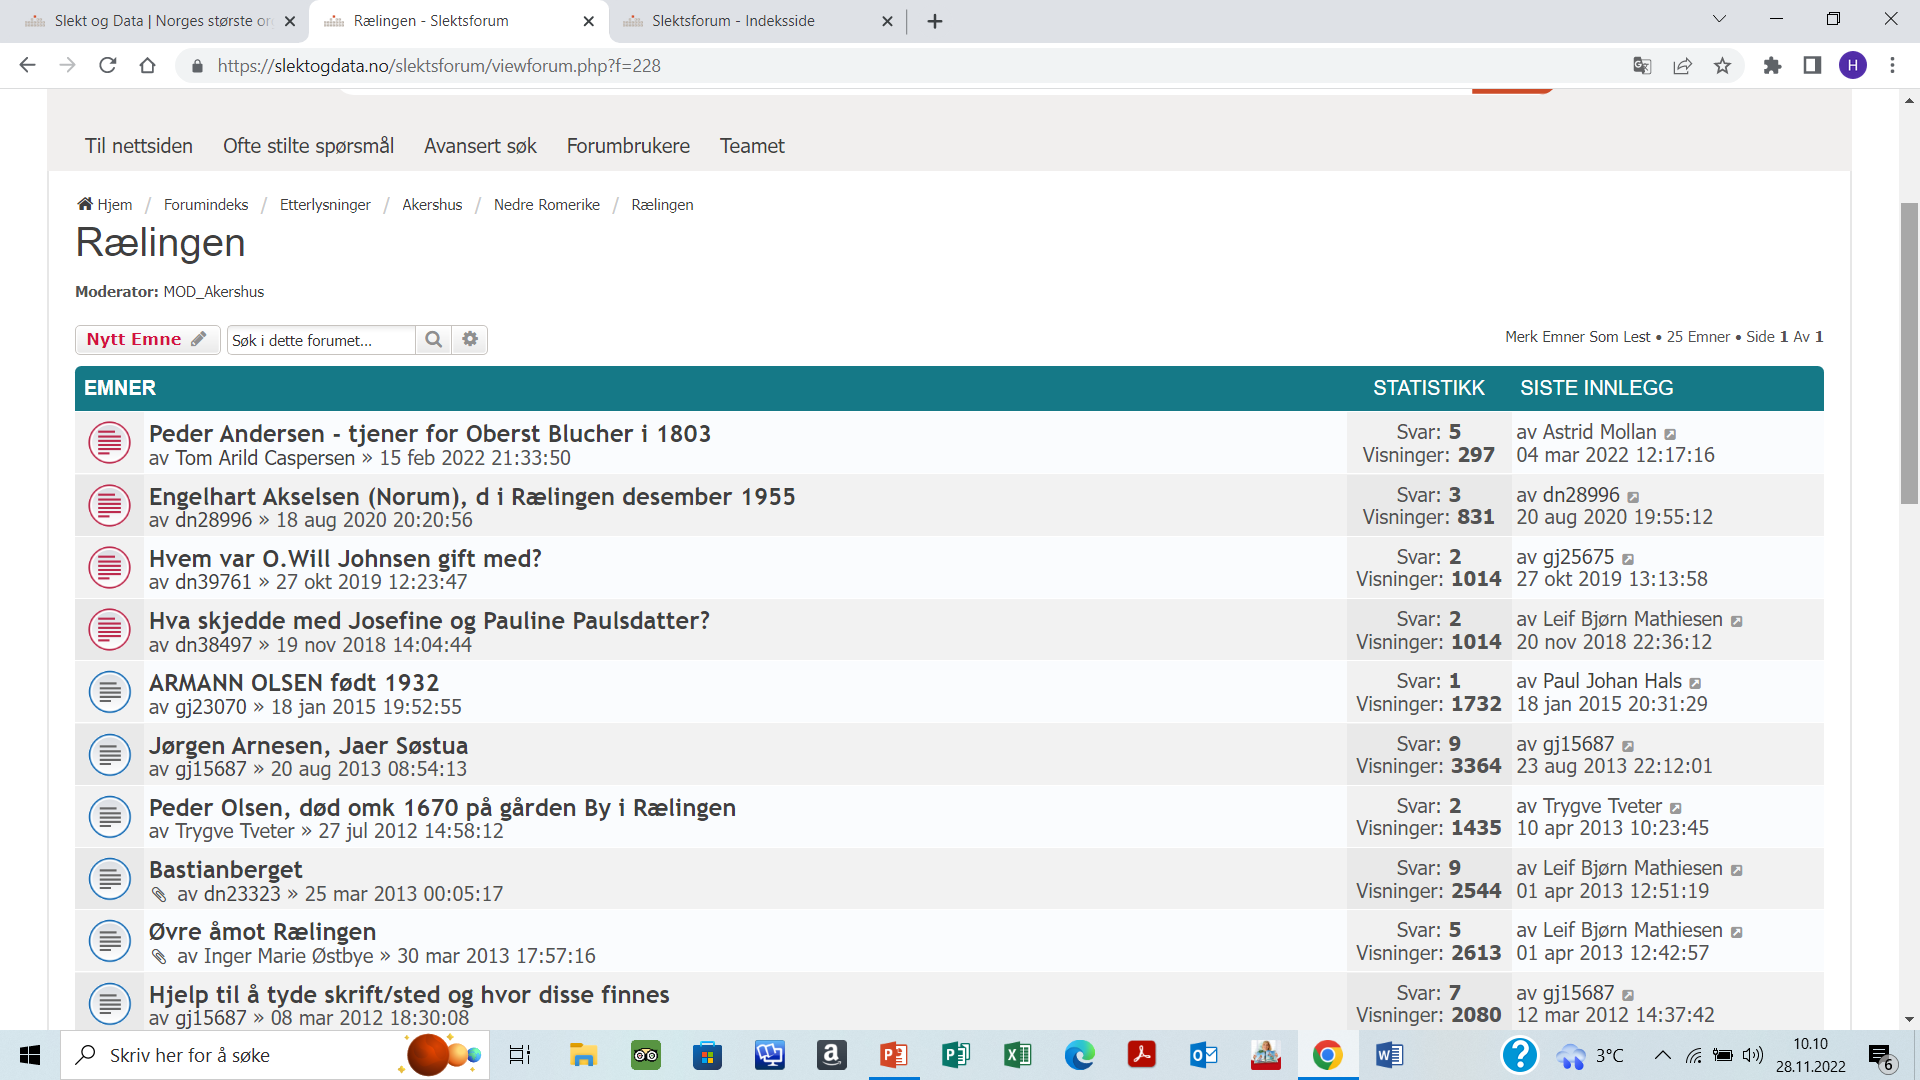 Slekt og Data | Norges største or
Rælingen - Slektsforum
Slektsforum - Indeksside
https://slektogdata.no/slektsforum/viewforum.php?f=228
H
Til nettsiden Ofte stilte spørsmål Avansert søk Forumbrukere Teamet
Hjem / Forumindeks / Etterlysninger / Akershus / Nedre Romerike / Rælingen
Rælingen
Moderator: MOD_Akershus
Nytt Emne Søk i dette forumet... Merk Emner Som Lest • 25 Emner • Side 1 Av 1
EMNER STATISTIKK SISTE INNLEGG
Peder Andersen - tjener for Oberst Blucher i 1803 Svar: 5 av Astrid Mollan
av Tom Arild Caspersen » 15 feb 2022 21:33:50 Visninger: 297 04 mar 2022 12:17:16
Engelhart Akselsen (Norum), d i Rælingen desember 1955 Svar: 3 av dn28996
av dn28996 » 18 aug 2020 20:20:56 Visninger: 831 20 aug 2020 19:55:12
Hvem var O.Will Johnsen gift med? Svar: 2 av gj25675
av dn39761 » 27 okt 2019 12:23:47 Visninger: 1014 27 okt 2019 13:13:58
Hva skjedde med Josefine og Pauline Paulsdatter? Svar: 2 av Leif Bjørn Mathiesen
av dn38497 » 19 nov 2018 14:04:44 Visninger: 1014 20 nov 2018 22:36:12
ARMANN OLSEN født 1932 Svar: 1 av Paul Johan Hals
av gj23070 » 18 jan 2015 19:52:55 Visninger: 1732 18 jan 2015 20:31:29
Jørgen Arnesen, Jaer Søstua Svar: 9 av gj15687
av gj15687 » 20 aug 2013 08:54:13 Visninger: 3364 23 aug 2013 22:12:01
Peder Olsen, død omk 1670 på gården By i Rælingen Svar: 2 av Trygve Tveter
av Trygve Tveter » 27 jul 2012 14:58:12 Visninger: 1435 10 apr 2013 10:23:45
Bastianberget Svar: 9 av Leif Bjørn Mathiesen
av dn23323 » 25 mar 2013 00:05:17 Visninger: 2544 01 apr 2013 12:51:19
Øvre åmot Rælingen Svar: 5 av Leif Bjørn Mathiesen
av Inger Marie Østbye » 30 mar 2013 17:57:16 Visninger: 2613 01 apr 2013 12:42:57
Hjelp til å tyde skrift/sted og hvor disse finnes Svar: 7 av gj15687
av gj15687 » 08 mar 2012 18:30:08 Visninger: 2080 12 mar 2012 14:37:42
Skriv her for å søke
3°C
10.10
28.11.2022
6